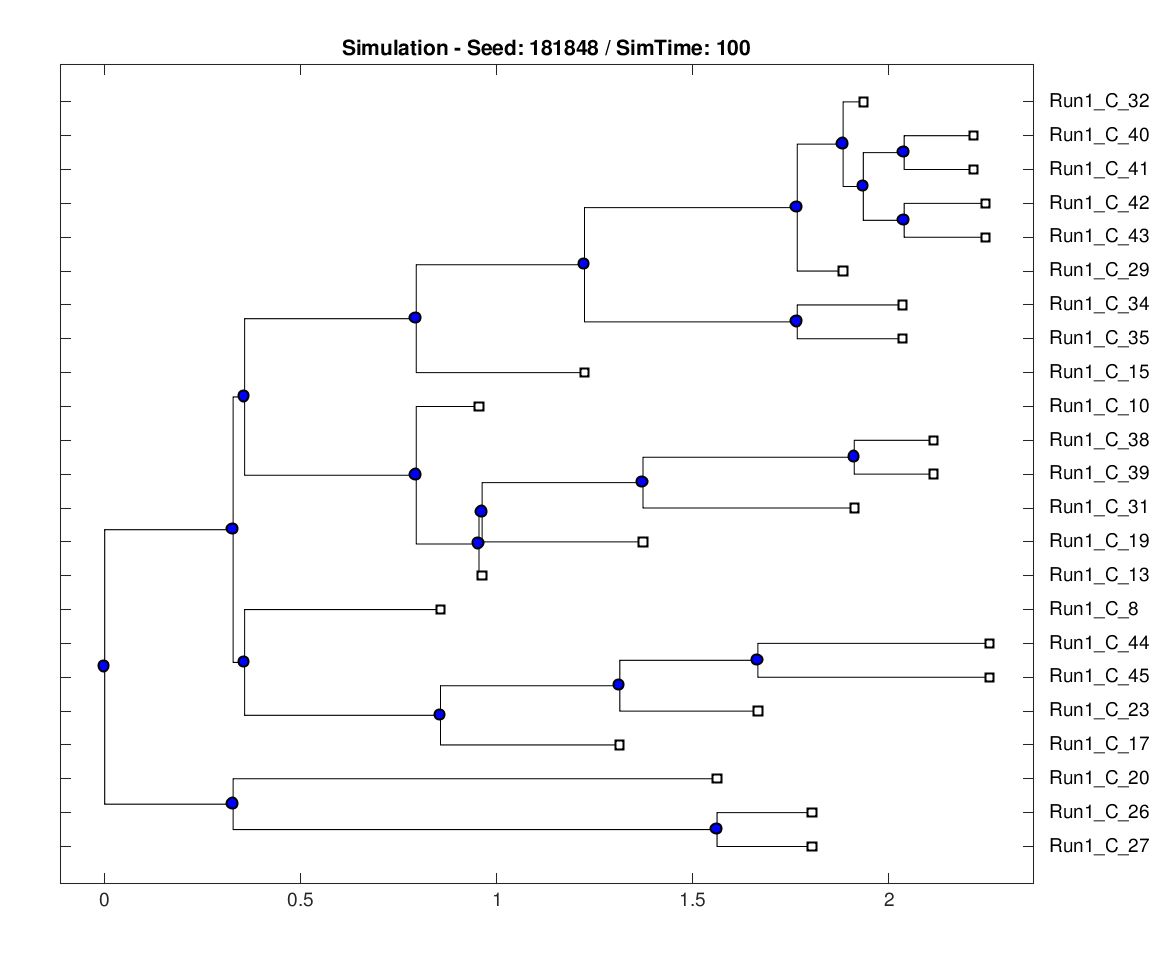 Simulation - Seed: 181848 / SimTime: 100
Run1_C_32
Run1_C_40
Run1_C_41
Run1_C_42
Run1_C_43
Run1_C_29
Run1_C_34
Run1_C_35
Run1_C_15
Run1_C_10
Run1_C_38
Run1_C_39
Run1_C_31
Run1_C_19
Run1_C_13
Run1_C_8
Run1_C_44
Run1_C_45
Run1_C_23
Run1_C_17
Run1_C_20
Run1_C_26
Run1_C_27
0 0.5 1 1.5 2